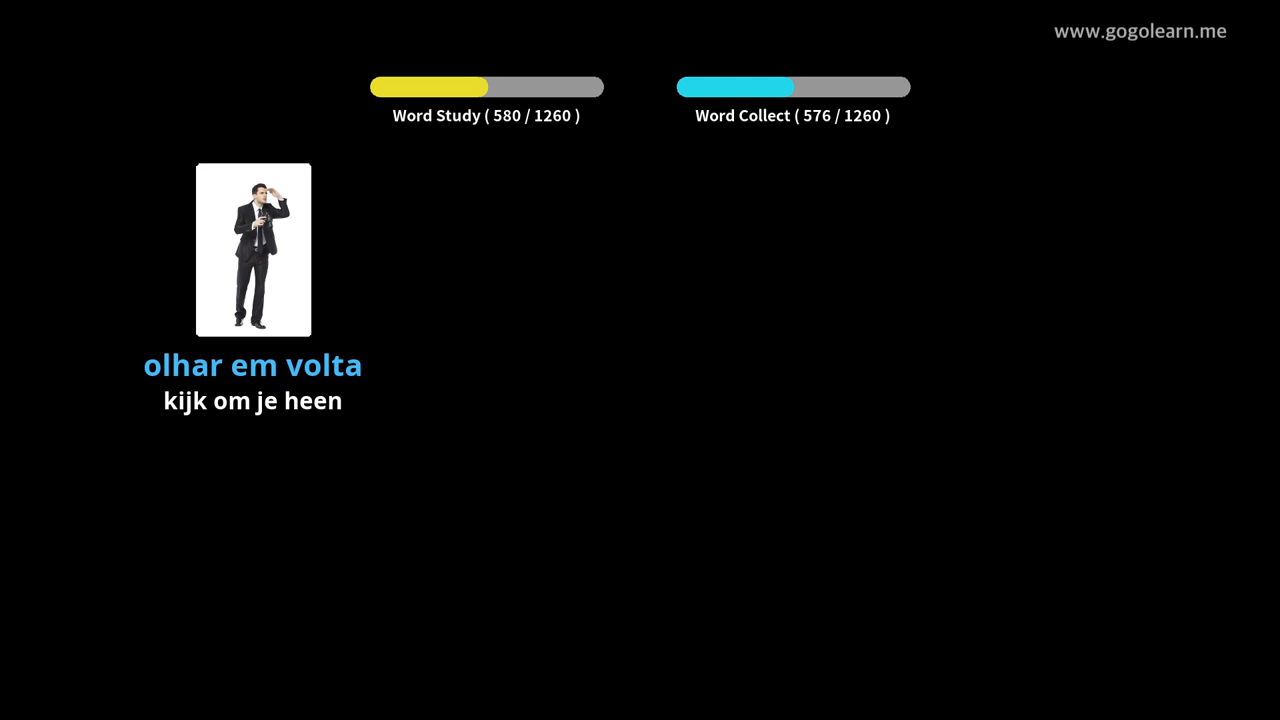 www.gogolearn.me
Word Study ( 580 / 1260 )
Word Collect ( 576 / 1260 )
olhar em volta
kijk om je heen